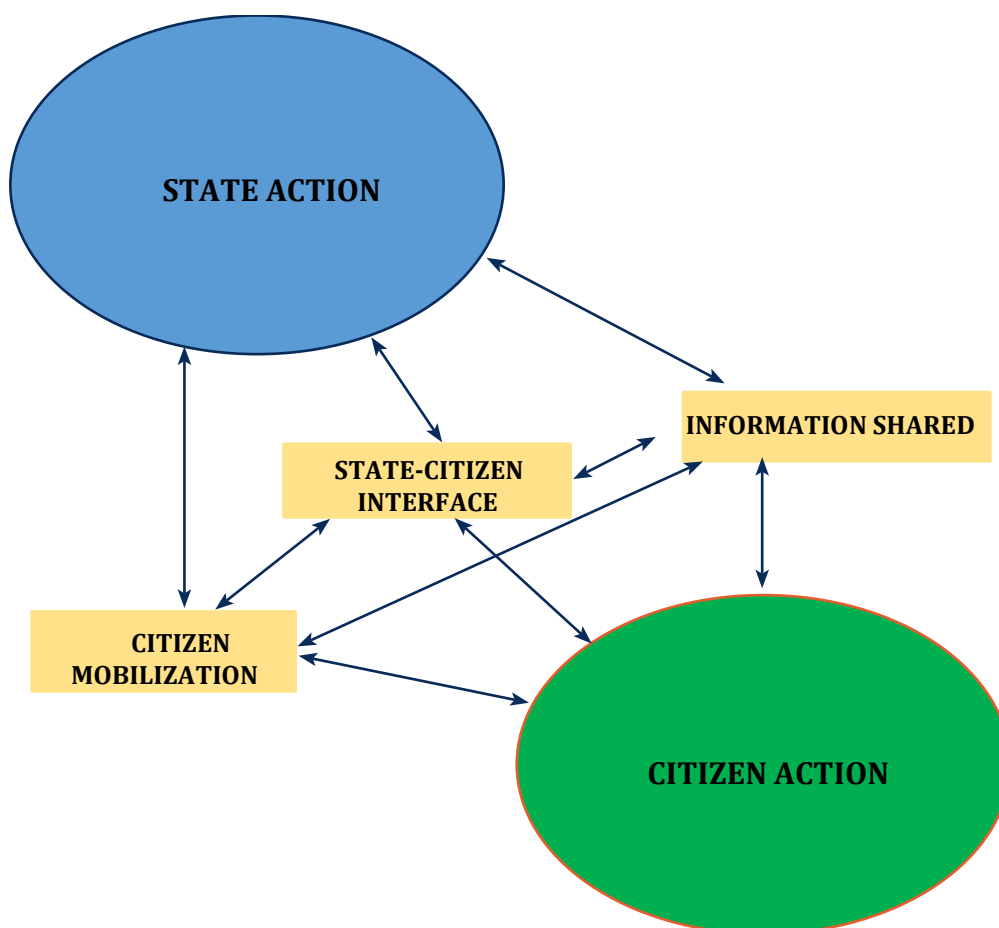 STATE ACTION
INFORMATION SHARED
STATE-CITIZEN
INTERFACE
CITIZEN
MOBILIZATION
CITIZEN ACTION